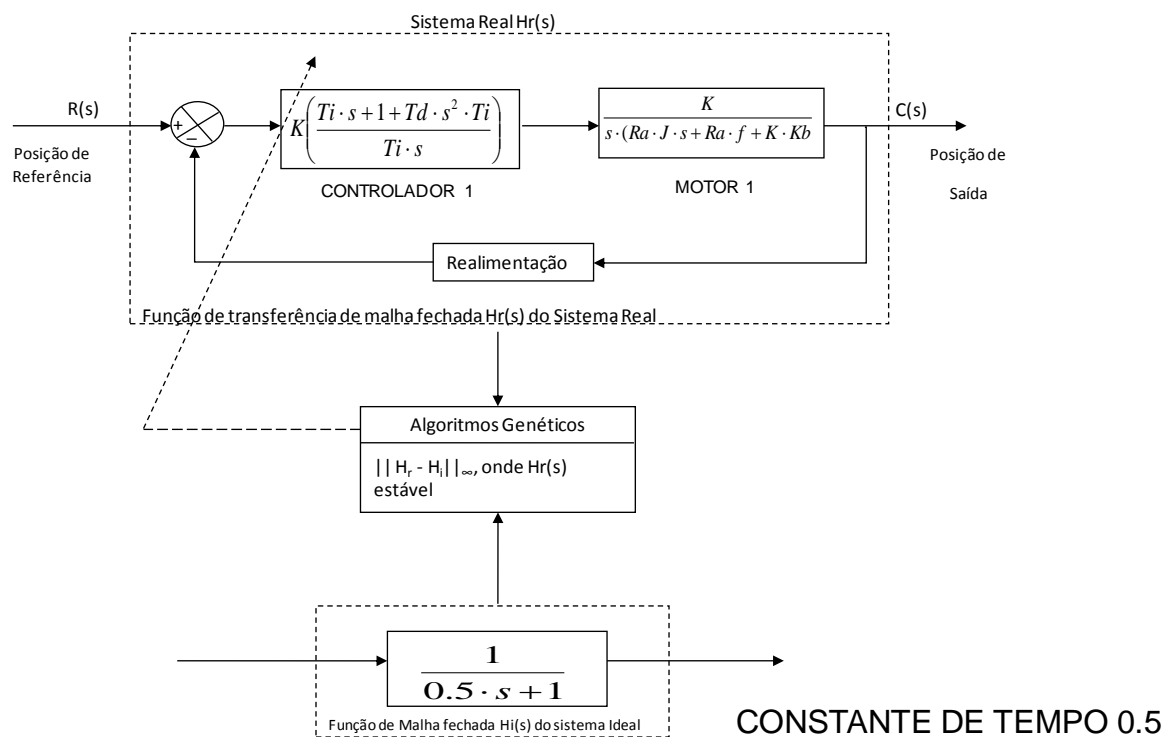 Sistema Real Hr(s)
R(s)
Posição de
Referência
+
−
K(Ti · s + 1 + Td · s² · Ti / Ti · s)
CONTROLADOR 1
K / s · (Ra · J · s + Ra · f + K · Kb
MOTOR 1
C(s)
Posição de
Saída
Realimentação
Função de transferência de malha fechada Hr(s) do Sistema Real
Algoritmos Genéticos
|| Hᵣ - Hᵢ||∞, onde Hr(s)
estável
1
0.5 · s + 1
Função de Malha fechada Hi(s) do sistema Ideal
CONSTANTE DE TEMPO 0.5